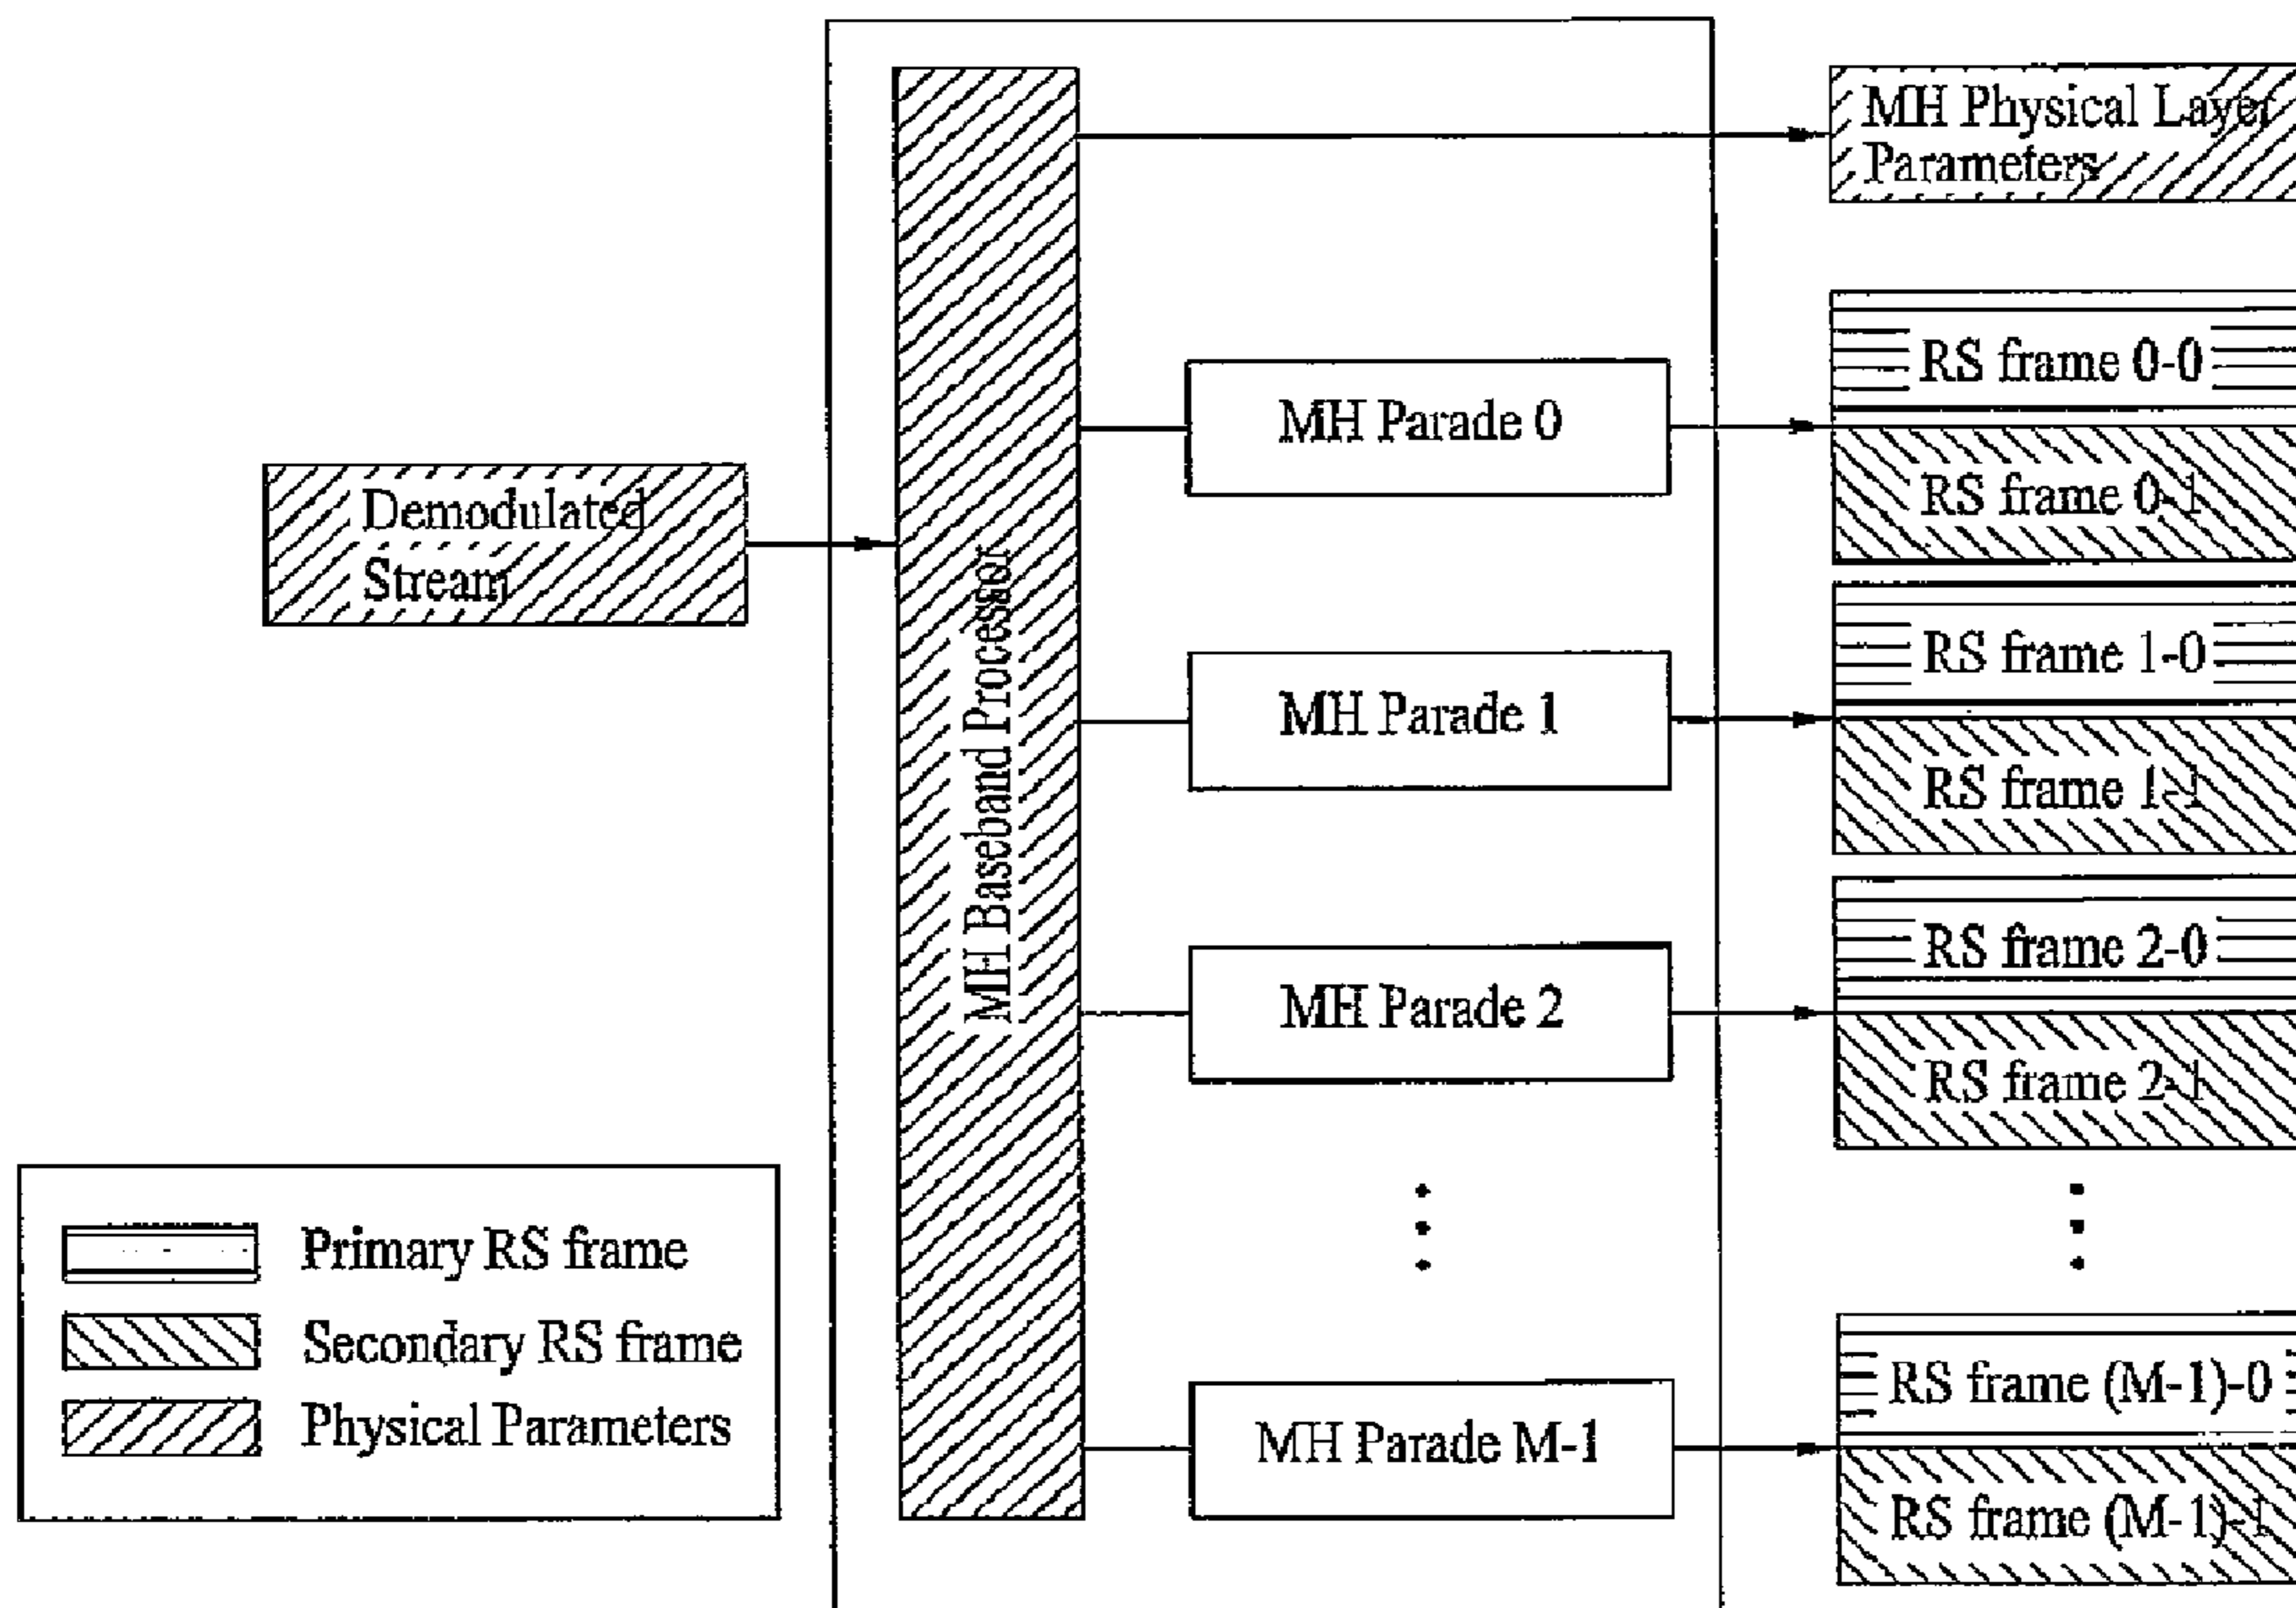 MH Physical Layer
Parameters
RS frame 0-0
MH Parade 0
RS frame 0-1
Demodulated
Stream
MH Baseband Processer
RS frame 1-0
MH Parade 1
RS frame 1-1
RS frame 2-0
MH Parade 2
RS frame 2-1
Primary RS frame
Secondary RS frame
Physical Parameters
RS frame (M-1)-0
MH Parade M-1
RS frame (M-1)-1